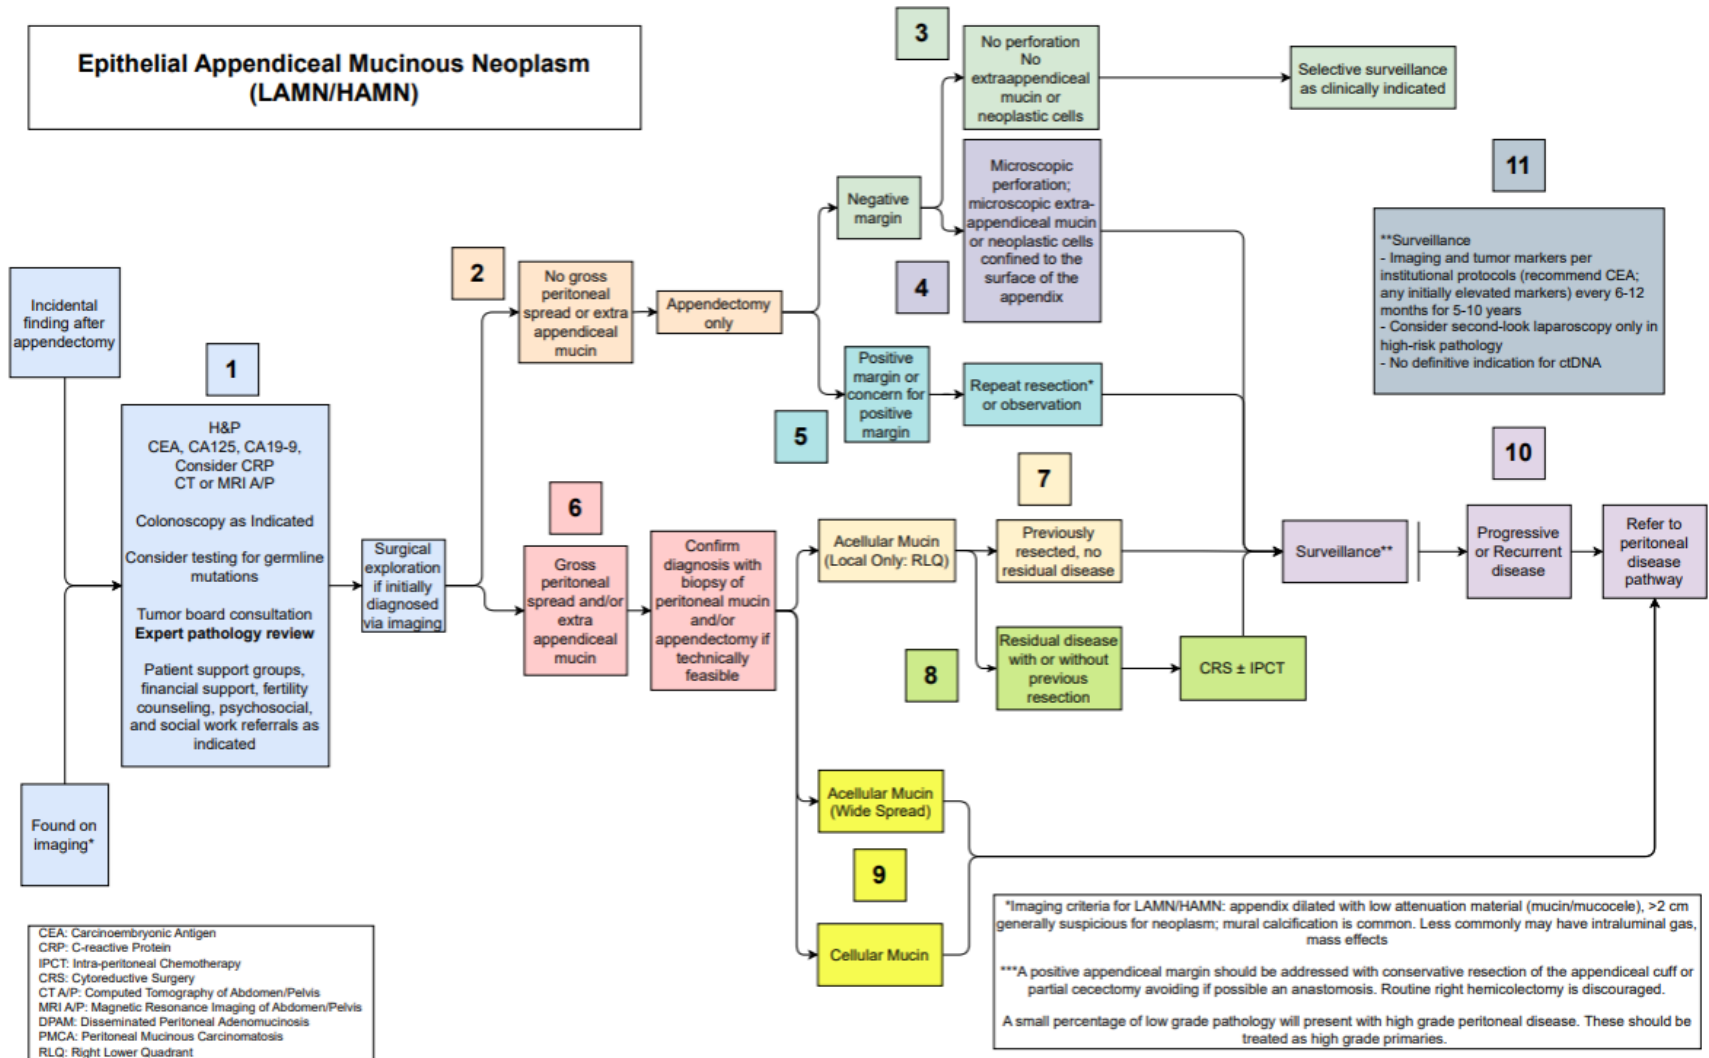 Epithelial Appendiceal Mucinous Neoplasm
(LAMN/HAMN)
Incidental
finding after
appendectomy
Found on
imaging*
1
H&P
CEA, CA125, CA19-9,
Consider CRP
CT or MRI A/P
Colonoscopy as Indicated
Consider testing for germline
mutations
Tumor board consultation
Expert pathology review
Patient support groups,
financial support, fertility
counseling, psychosocial,
and social work referrals as
indicated
Surgical
exploration
if initially
diagnosed
via imaging
2
No gross
peritoneal
spread or extra
appendiceal
mucin
Appendectomy
only
Negative
margin
3
No perforation
No
extraappendiceal
mucin or
neoplastic cells
Selective surveillance
as clinically indicated
4
Microscopic
perforation;
microscopic extra-
appendiceal mucin
or neoplastic cells
confined to the
surface of the
appendix
5
Positive
margin or
concern for
positive
margin
Repeat resection*
or observation
6
Gross
peritoneal
spread and/or
extra
appendiceal
mucin
Confirm
diagnosis with
biopsy of
peritoneal mucin
and/or
appendectomy if
technically
feasible
Acellular Mucin
(Local Only: RLQ)
7
Previously
resected, no
residual disease
8
Residual disease
with or without
previous
resection
CRS ± IPCT
Acellular Mucin
(Wide Spread)
9
Cellular Mucin
Surveillance**
10
Progressive
or Recurrent
disease
Refer to
peritoneal
disease
pathway
11
**Surveillance
- Imaging and tumor markers per
institutional protocols (recommend CEA;
any initially elevated markers) every 6-12
months for 5-10 years
- Consider second-look laparoscopy only in
high-risk pathology
- No definitive indication for ctDNA
CEA: Carcinoembryonic Antigen
CRP: C-reactive Protein
IPCT: Intra-peritoneal Chemotherapy
CRS: Cytoreductive Surgery
CT A/P: Computed Tomography of Abdomen/Pelvis
MRI A/P: Magnetic Resonance Imaging of Abdomen/Pelvis
DPAM: Disseminated Peritoneal Adenomucinosis
PMCA: Peritoneal Mucinous Carcinomatosis
RLQ: Right Lower Quadrant
*Imaging criteria for LAMN/HAMN: appendix dilated with low attenuation material (mucin/mucocele), >2 cm
generally suspicious for neoplasm; mural calcification is common. Less commonly may have intraluminal gas,
mass effects
***A positive appendiceal margin should be addressed with conservative resection of the appendiceal cuff or
partial cecectomy avoiding if possible an anastomosis. Routine right hemicolectomy is discouraged.
A small percentage of low grade pathology will present with high grade peritoneal disease. These should be
treated as high grade primaries.